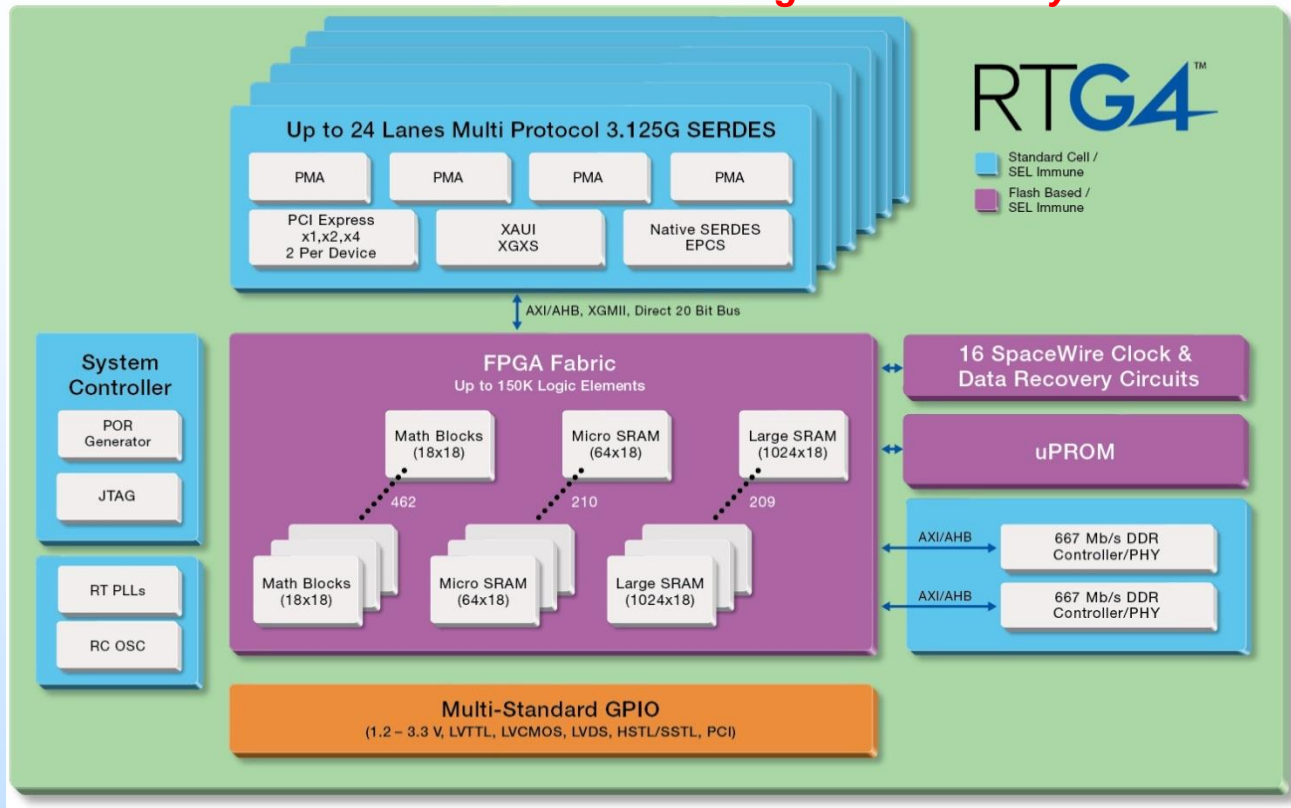 RTG4™
Standard Cell /
SEL Immune
Flash Based /
SEL Immune
Up to 24 Lanes Multi Protocol 3.125G SERDES
PMA
PMA
PMA
PMA
PCI Express
x1,x2,x4
2 Per Device
XAUI
XGXS
Native SERDES
EPCS
AXI/AHB, XGMII, Direct 20 Bit Bus
System
Controller
POR
Generator
JTAG
RT PLLs
RC OSC
FPGA Fabric
Up to 150K Logic Elements
Math Blocks
(18x18)
Micro SRAM
(64x18)
Large SRAM
(1024x18)
462
210
209
Math Blocks
(18x18)
Micro SRAM
(64x18)
Large SRAM
(1024x18)
16 SpaceWire Clock &
Data Recovery Circuits
uPROM
AXI/AHB
667 Mb/s DDR
Controller/PHY
AXI/AHB
667 Mb/s DDR
Controller/PHY
Multi-Standard GPIO
(1.2 – 3.3 V, LVTTL, LVCMOS, LVDS, HSTL/SSTL, PCI)